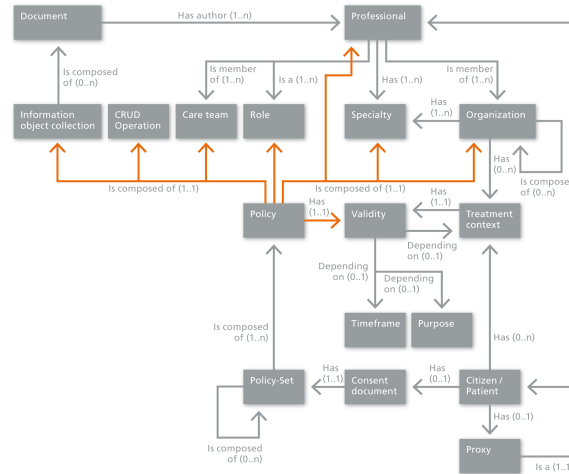 Document
Has author (1..n)
Professional
Is composed
of (0..n)
Is member
of (1..n)
Is a (1..n)
Has (1..n)
Is member
of (1..n)
Information
object collection
CRUD
Operation
Care team
Role
Specialty
Has
(1..n)
Organization
Is composed of (1..1)
Is composed of (1..1)
Has
(0..n)
Is compose
of (0..n)
Policy
Has
(1..1)
Validity
Has
(1..1)
Treatment
context
Depending
on (0..1)
Depending
on (0..1)
Depending
on (0..1)
Is composed
of (1..n)
Timeframe
Purpose
Has (0..n)
Policy-Set
Has
(1..1)
Consent
document
Has
(0..1)
Citizen /
Patient
Is composed
of (0..n)
Has (0..1)
Proxy
Is a (1..1